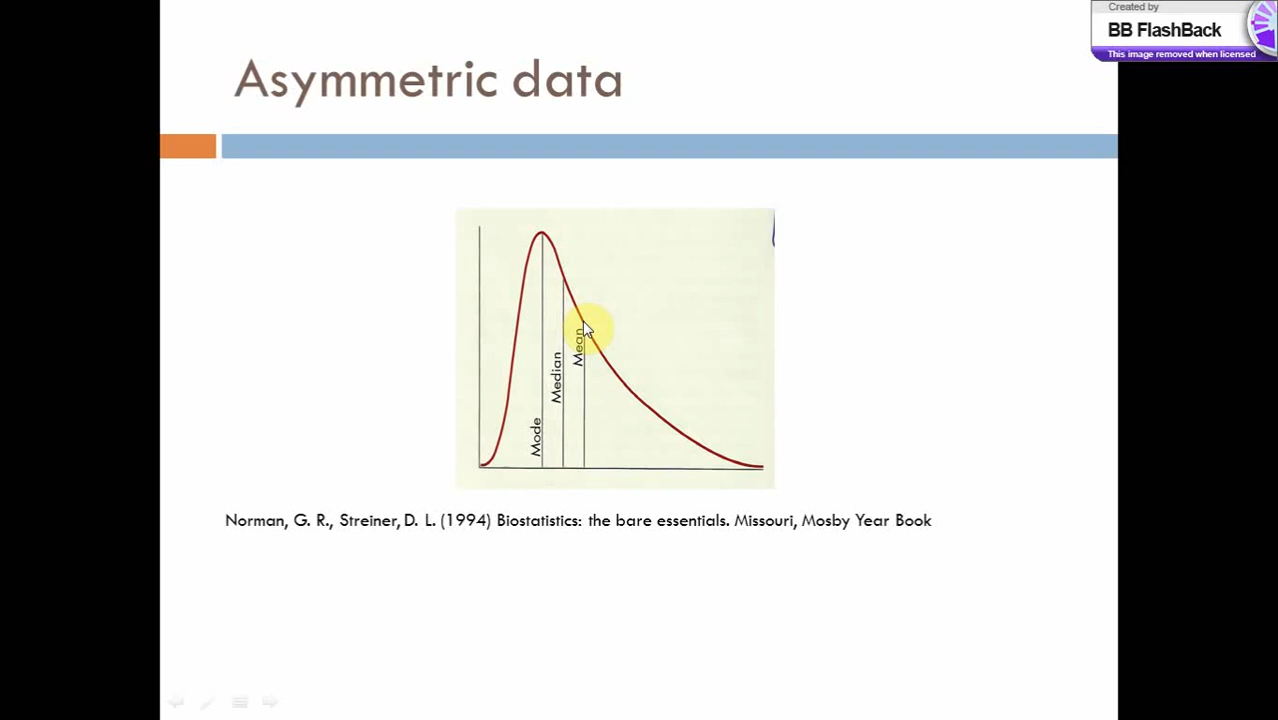 Created by
BB FlashBack
This image removed when licensed
Asymmetric data
Mode
Median
Mean
Norman, G. R., Streiner, D. L. (1994) Biostatistics: the bare essentials. Missouri, Mosby Year Book